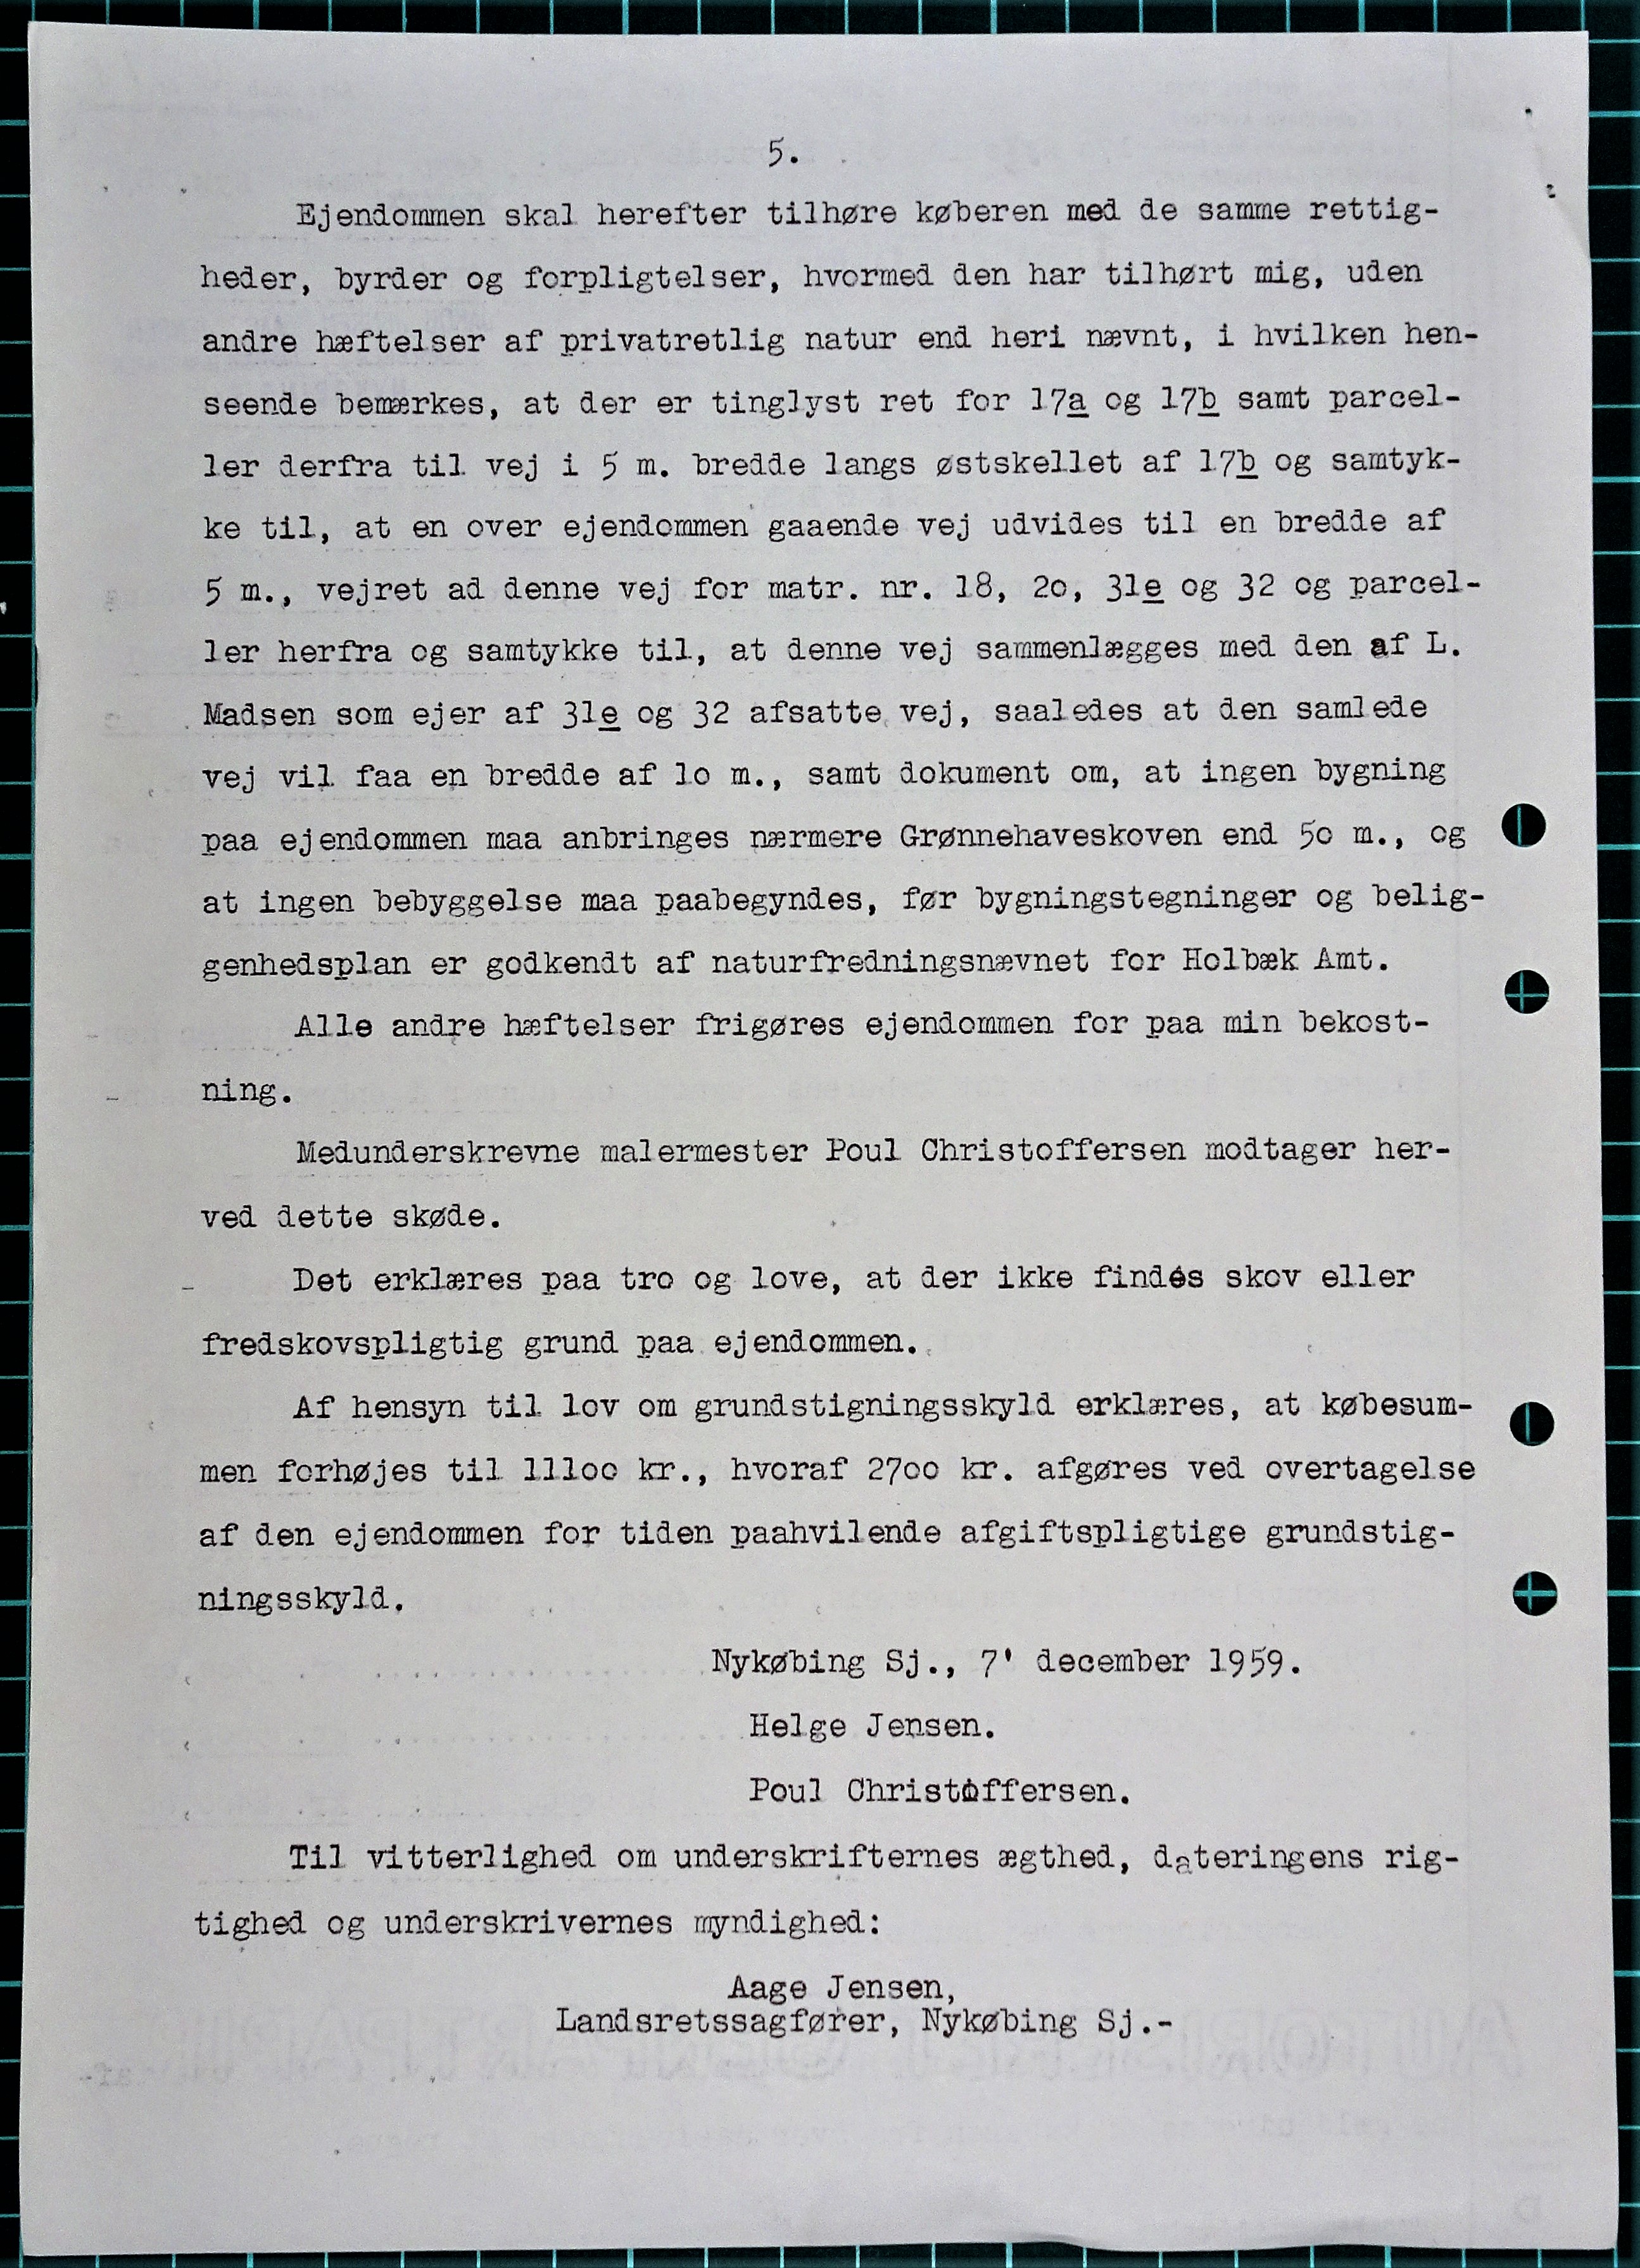 5.
Ejendommen skal herefter tilhøre køberen med de samme rettig-
heder, byrder og forpligtelser, hvormed den har tilhørt mig, uden
andre hæftelser af privatretlig natur end heri nævnt, i hvilken hen-
seende bemærkes, at der er tinglyst ret for 17a og 17b samt parcel-
ler derfra til vej i 5 m. bredde langs østskellet af 17b og samtyk-
ke til, at en over ejendommen gaaende vej udvides til en bredde af
5 m., vejret ad denne vej for matr. nr. 18, 2o, 31e og 32 og parcel-
ler herfra og samtykke til, at denne vej sammenlægges med den af L.
Madsen som ejer af 31e og 32 afsatte vej, saaledes at den samlede
vej vil faa en bredde af lo m., samt dokument om, at ingen bygning
paa ejendommen maa anbringes nærmere Grønnehaveskoven end 5o m., og
at ingen bebyggelse maa paabegyndes, før bygningstegninger og belig-
genhedsplan er godkendt af naturfredningsnævnet for Holbæk Amt.
Alle andre hæftelser frigøres ejendommen for paa min bekost-
ning.
Medunderskrevne malermester Poul Christoffersen modtager her-
ved dette skøde.
Det erklæres paa tro og love, at der ikke findes skov eller
fredskovspligtig grund paa ejendommen.
Af hensyn til lov om grundstigningsskyld erklæres, at købesum-
men forhøjes til 111oo kr., hvoraf 27oo kr. afgøres ved overtagelse
af den ejendommen for tiden paahvilende afgiftspligtige grundstig-
ningsskyld.
Nykøbing Sj., 7' december 1959.
Helge Jensen.
Poul Christoffersen.
Til vitterlighed om underskrifternes ægthed, dateringens rig-
tighed og underskrivernes myndighed:
Aage Jensen,
Landsretssagfører, Nykøbing Sj.-